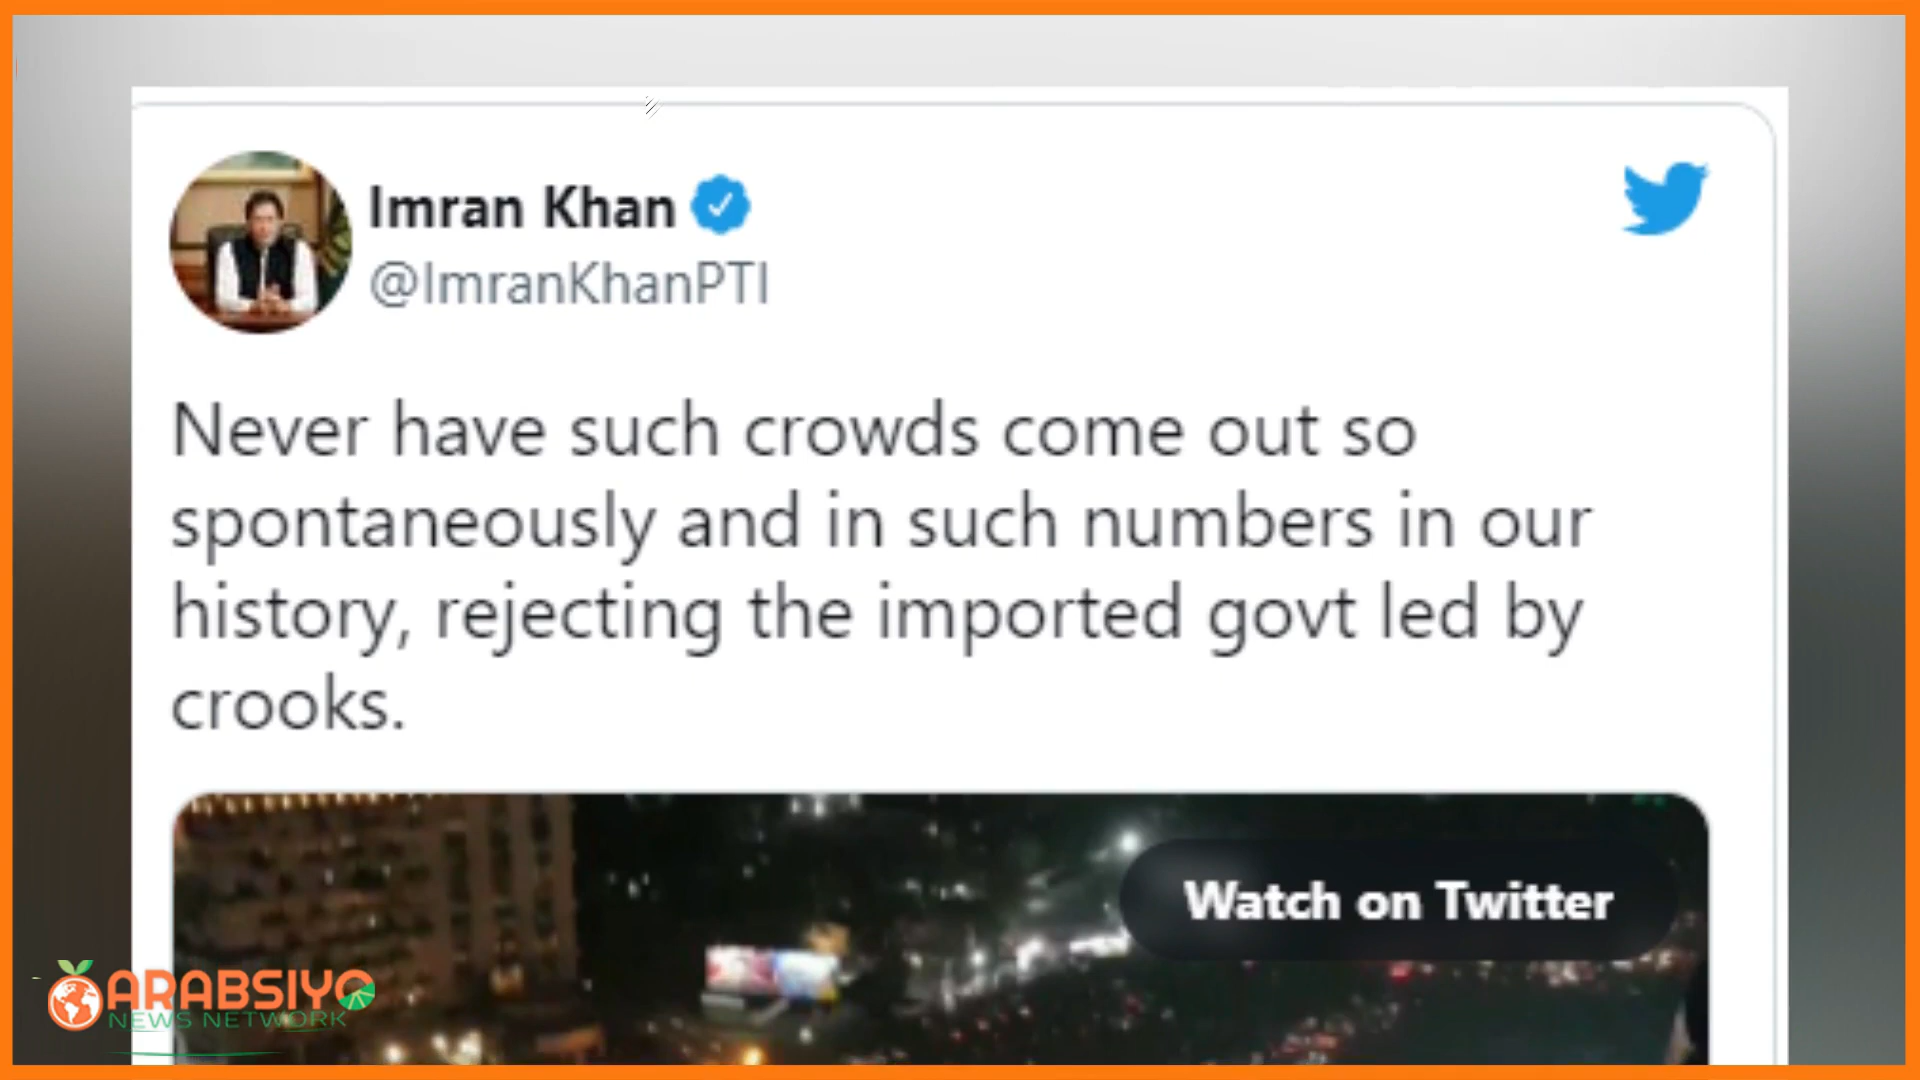 Imran Khan
@ImranKhanPTI
Never have such crowds come out so
spontaneously and in such numbers in our
history, rejecting the imported govt led by
crooks.
Watch on Twitter
ARABSIYO
NEWS NETWORK